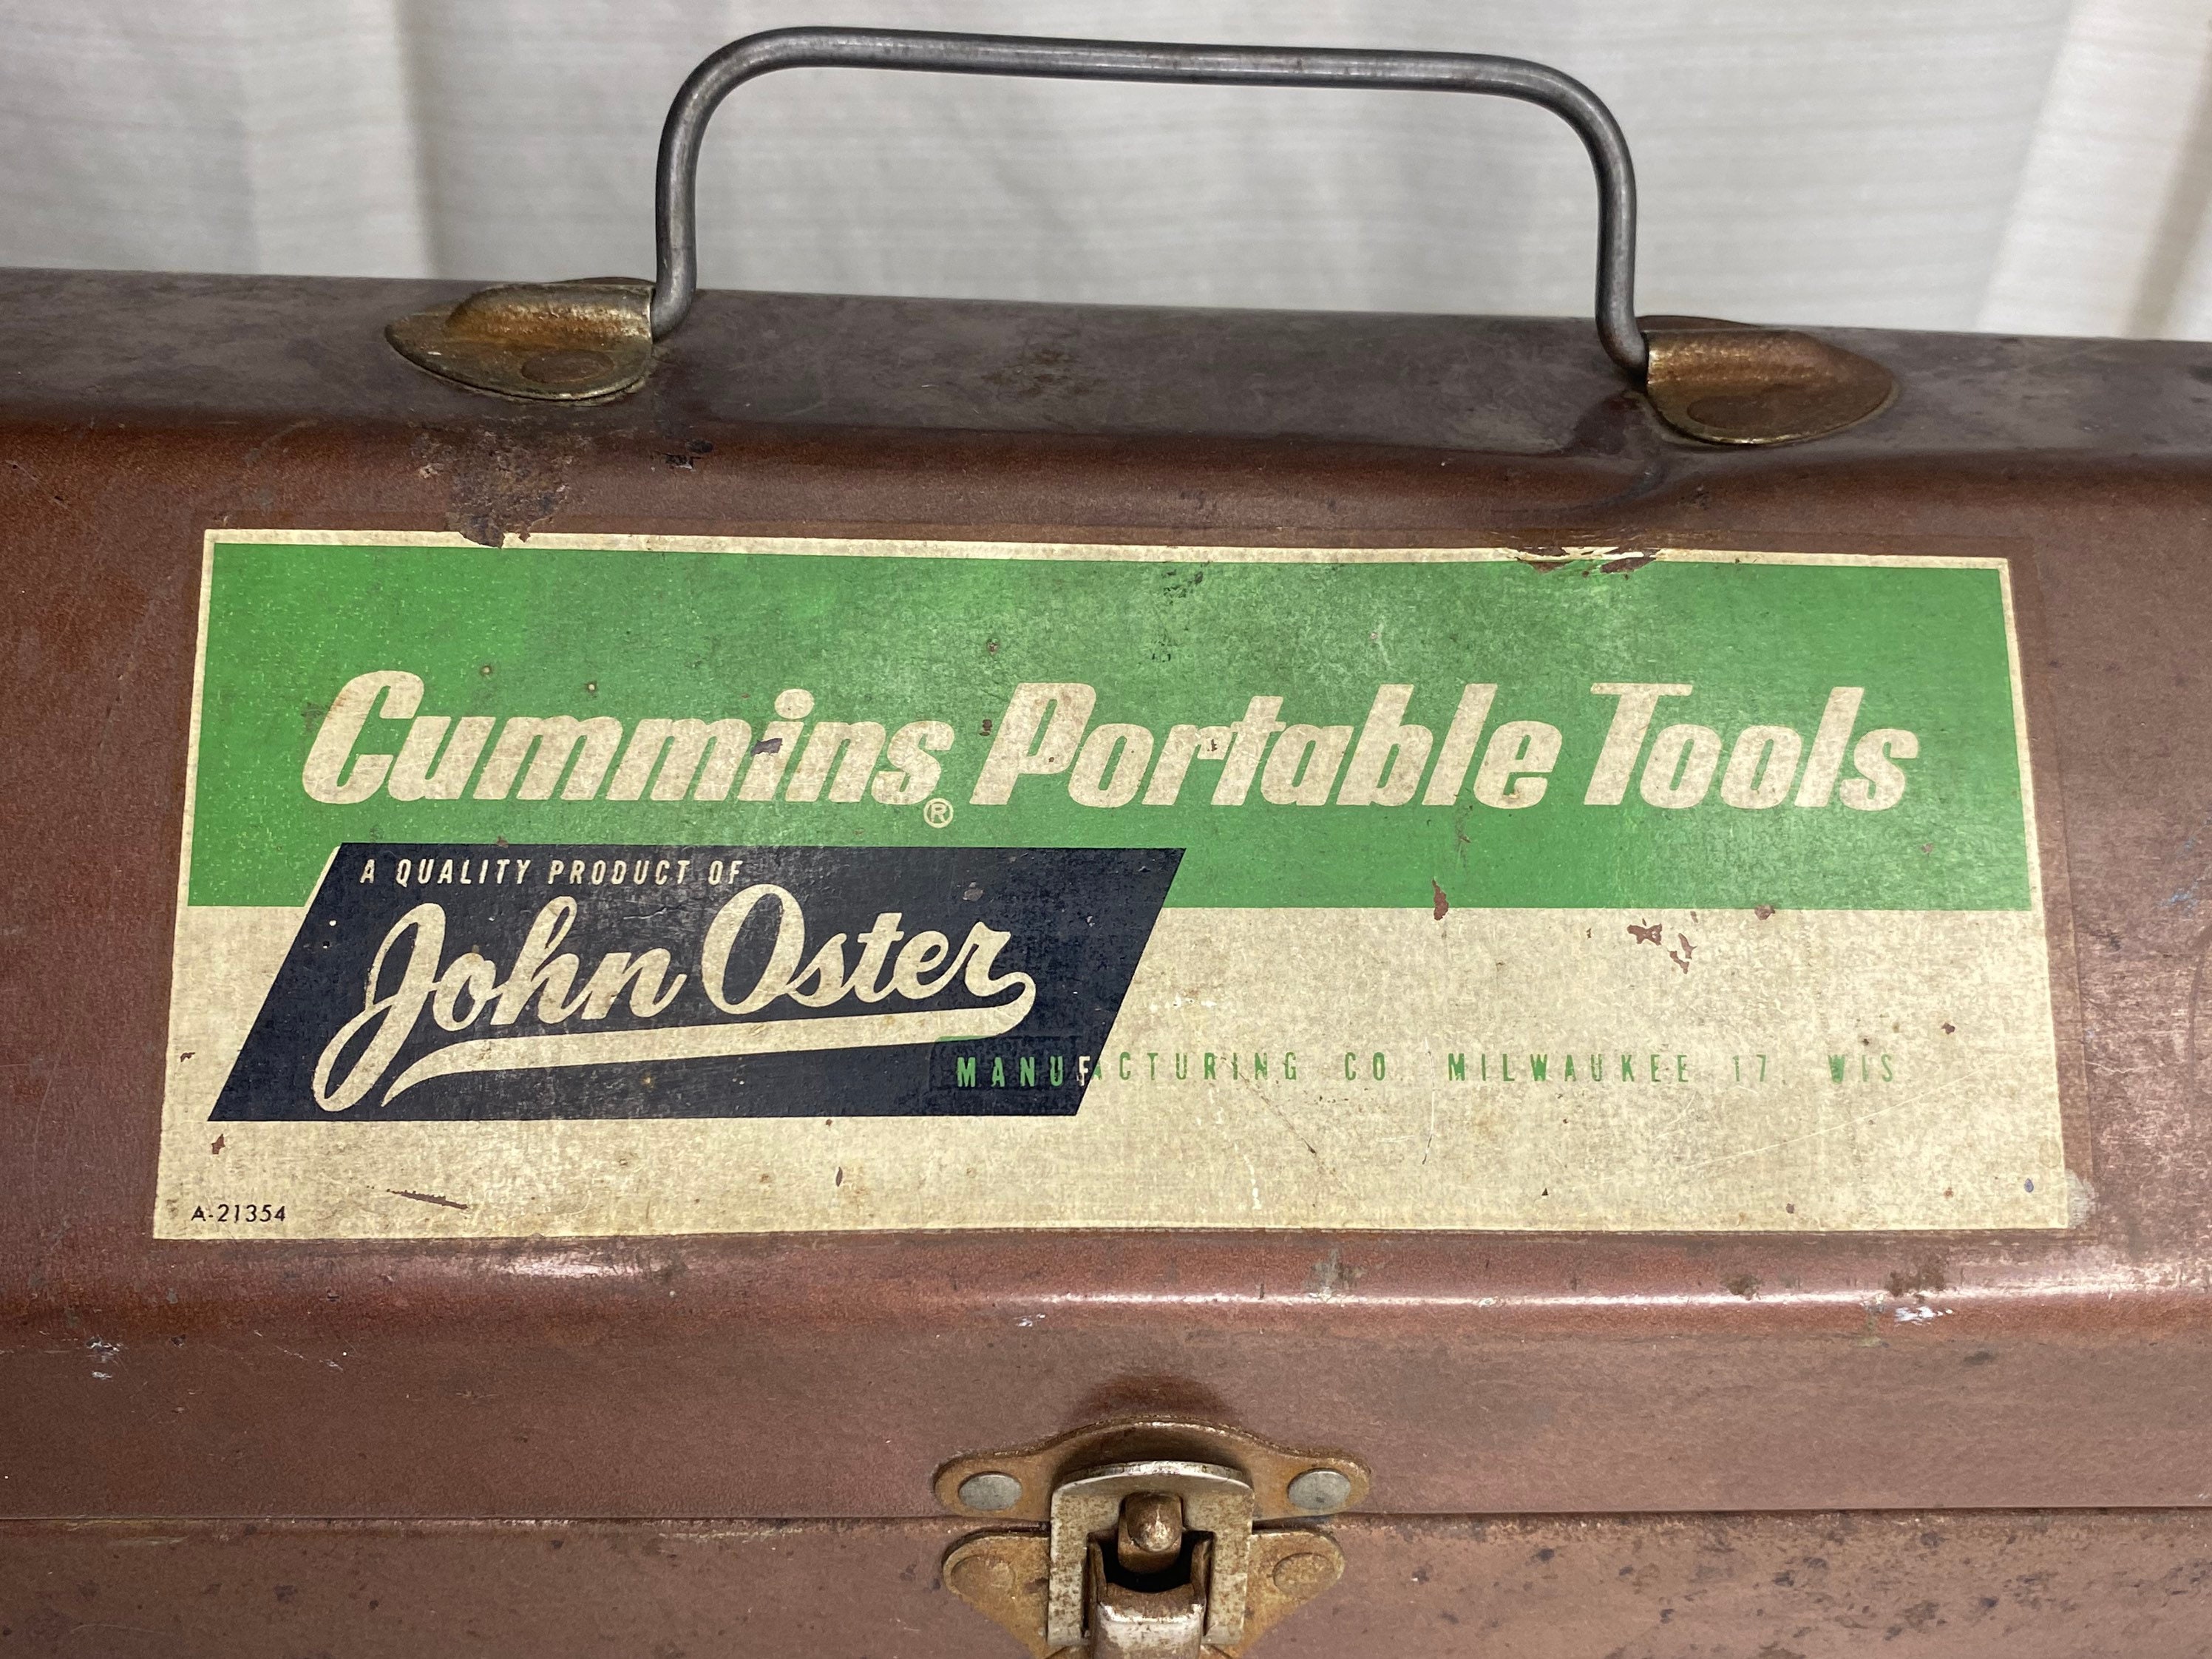 Cummins® Portable Tools
A QUALITY PRODUCT OF
John Oster
MANUFACTURING CO MILWAUKEE 17 WIS
A-21354